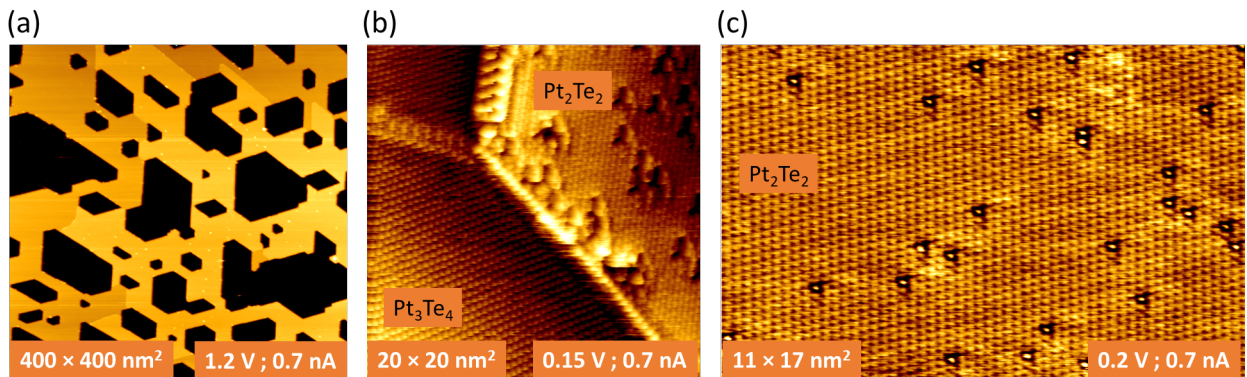 (a)
(b)
(c)
Pt₂Te₂
Pt₂Te₂
Pt₃Te₄
400 × 400 nm²
1.2 V ; 0.7 nA
20 × 20 nm²
0.15 V ; 0.7 nA
11 × 17 nm²
0.2 V ; 0.7 nA